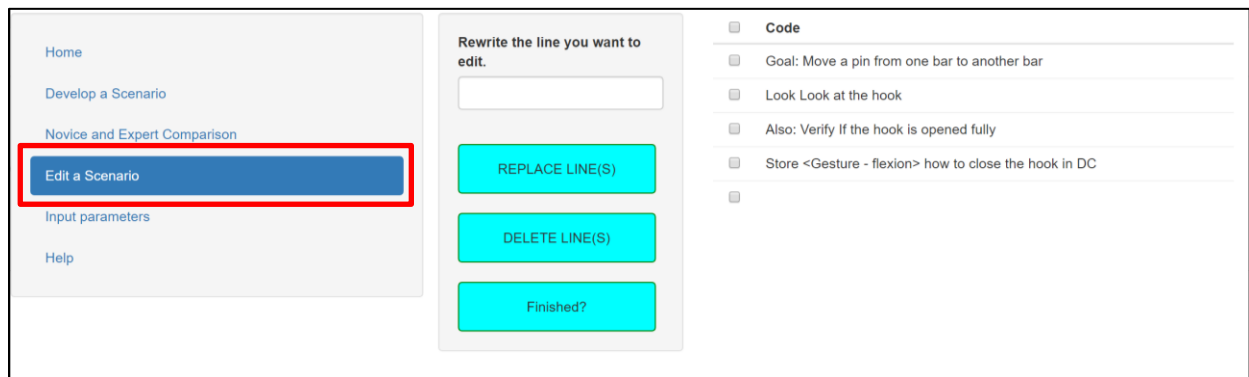 Home
Develop a Scenario
Novice and Expert Comparison
Edit a Scenario
Input parameters
Help
Rewrite the line you want to
edit.
REPLACE LINE(S)
DELETE LINE(S)
Finished?
Code
Goal: Move a pin from one bar to another bar
Look Look at the hook
Also: Verify If the hook is opened fully
Store <Gesture - flexion> how to close the hook in DC